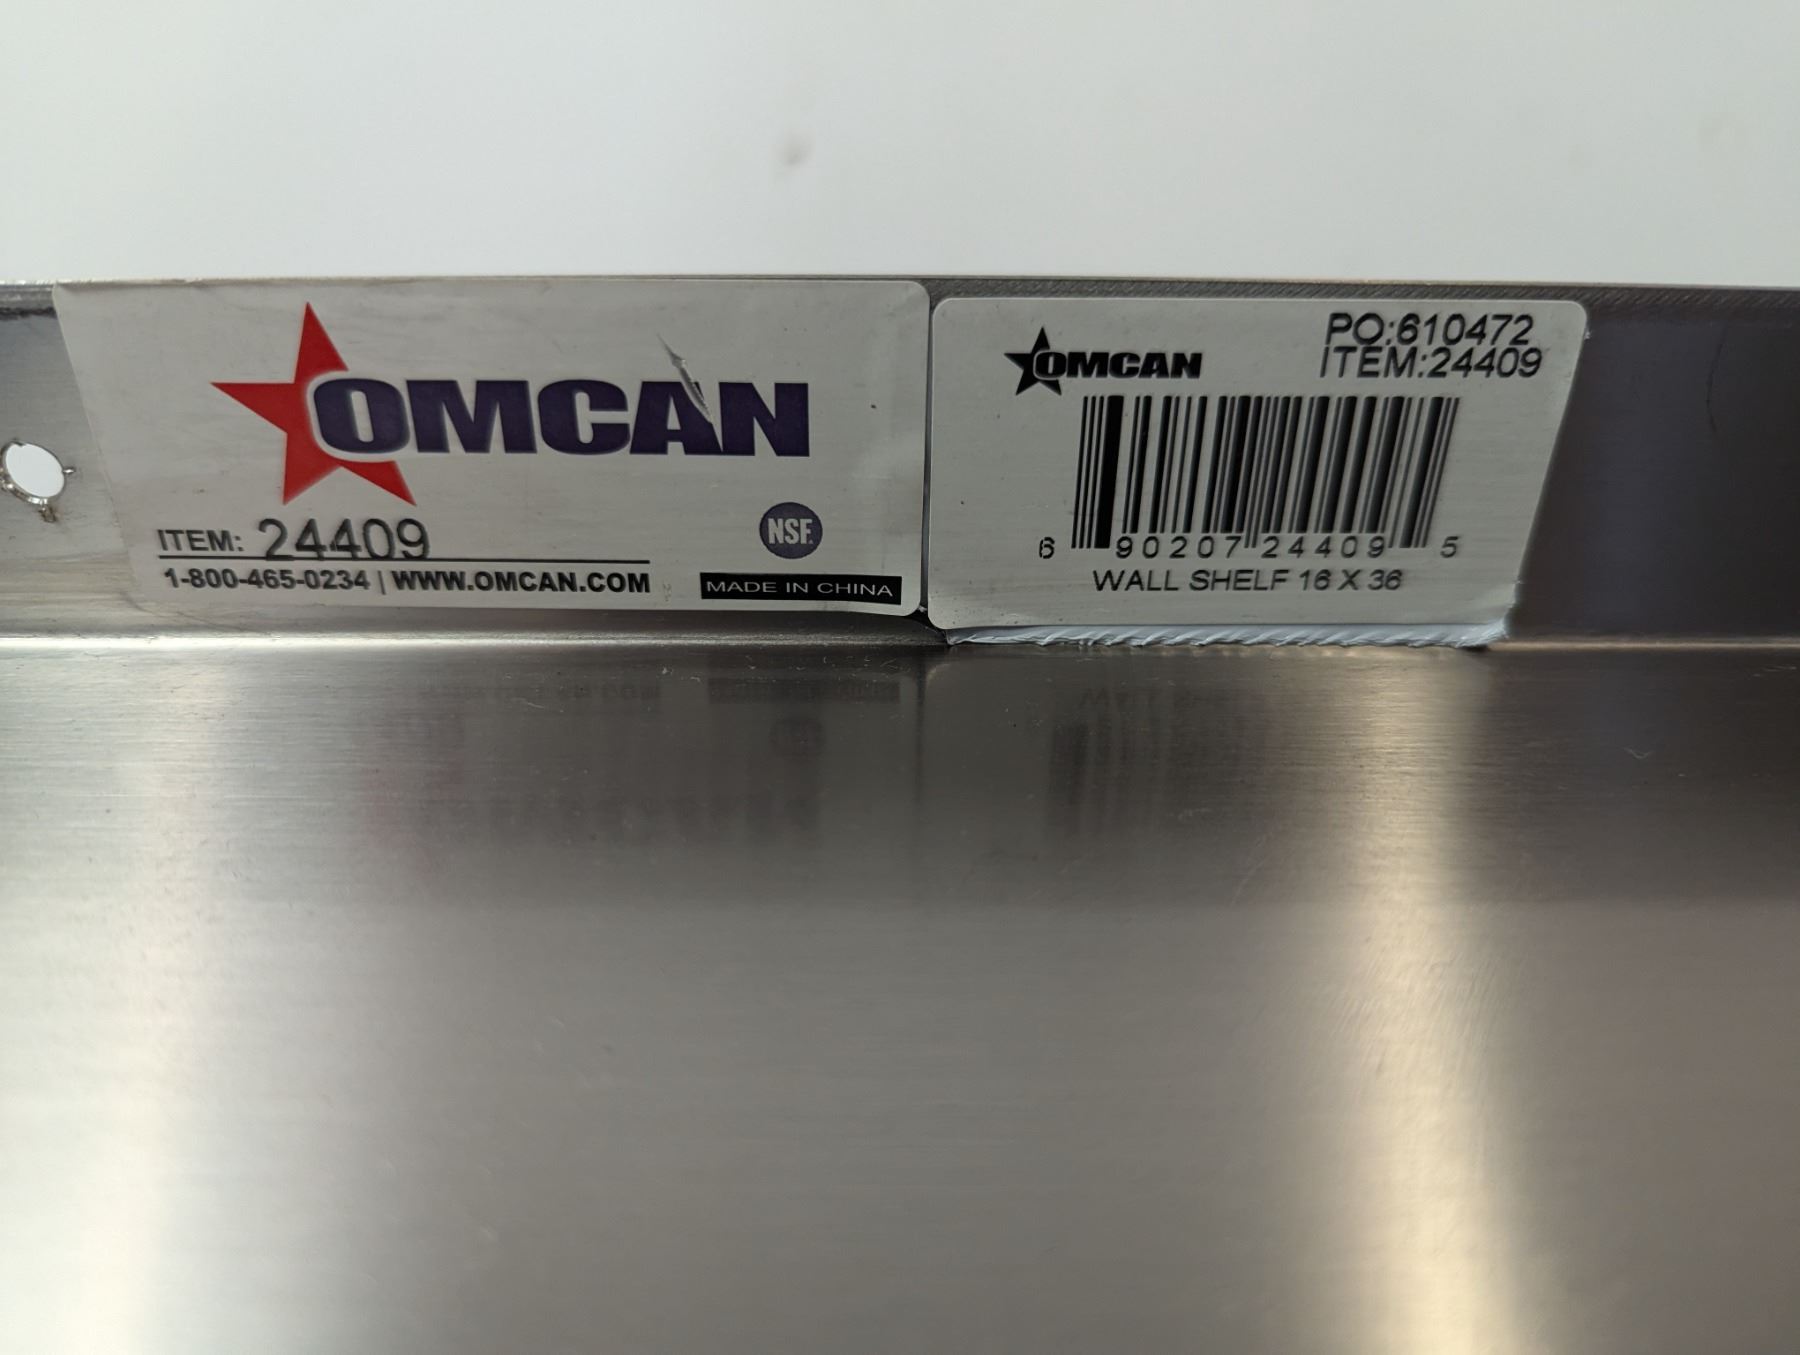 OMCAN
ITEM: 24409
NSF.
1-800-465-0234 | WWW.OMCAN.COM
MADE IN CHINA
PO:610472
OMCAN
ITEM:24409
6 90207 24409 5
WALL SHELF 16 X 36